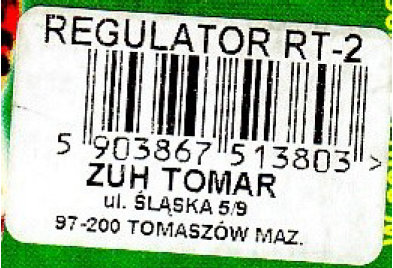 REGULATOR RT-2
5 903867 513803 >
ZUH TOMAR
ul. ŚLĄSKA 5/9
97-200 TOMASZÓW MAZ.